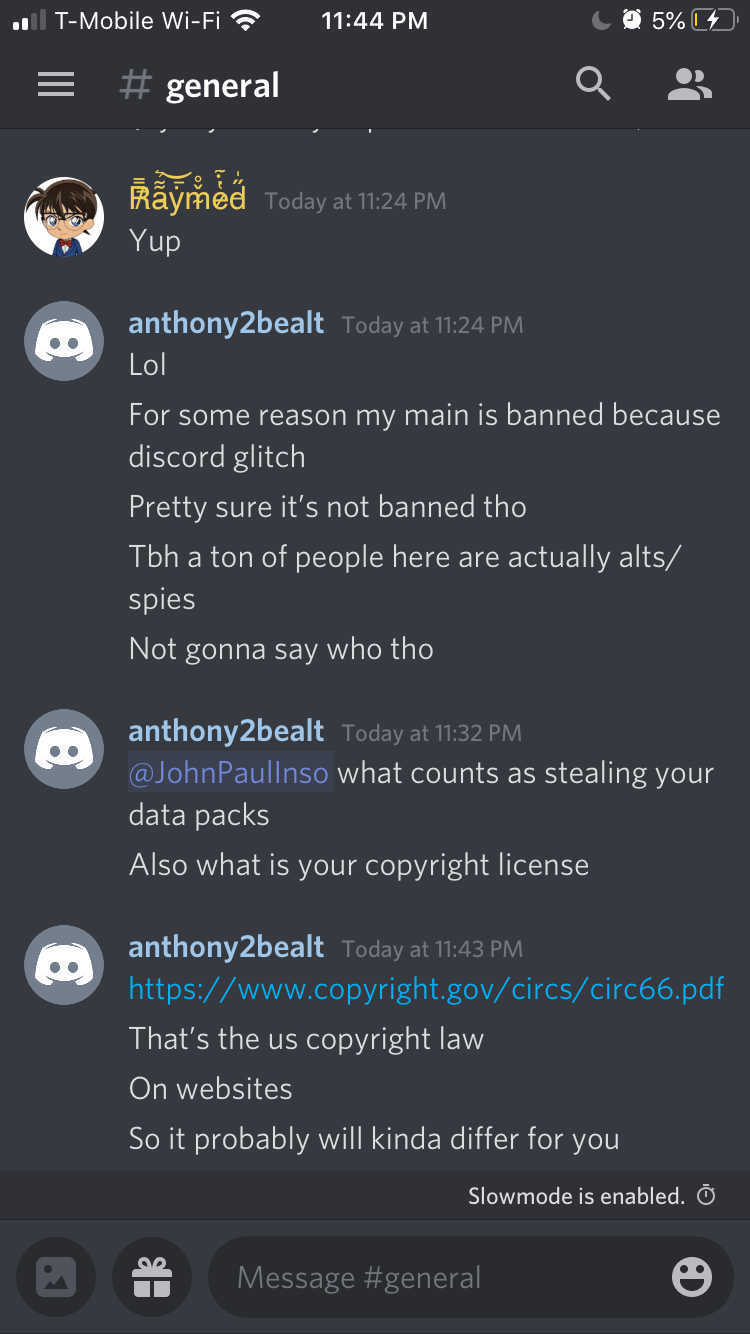 T-Mobile Wi-Fi 11:44 PM 5%
# general
Raymed Today at 11:24 PM
Yup
anthony2bealt Today at 11:24 PM
Lol
For some reason my main is banned because
discord glitch
Pretty sure it's not banned tho
Tbh a ton of people here are actually alts/
spies
Not gonna say who tho
anthony2bealt Today at 11:32 PM
@JohnPaulInso what counts as stealing your
data packs
Also what is your copyright license
anthony2bealt Today at 11:43 PM
https://www.copyright.gov/circs/circ66.pdf
That's the us copyright law
On websites
So it probably will kinda differ for you
Slowmode is enabled.
Message #general